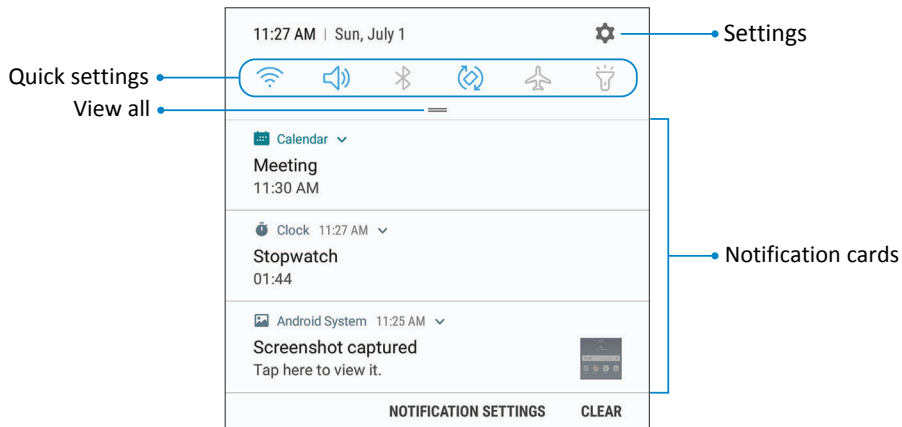 11:27 AM | Sun, July 1
Settings
Quick settings
View all
Calendar
Meeting
11:30 AM
Clock 11:27 AM
Stopwatch
01:44
Notification cards
Android System 11:25 AM
Screenshot captured
Tap here to view it.
NOTIFICATION SETTINGS CLEAR